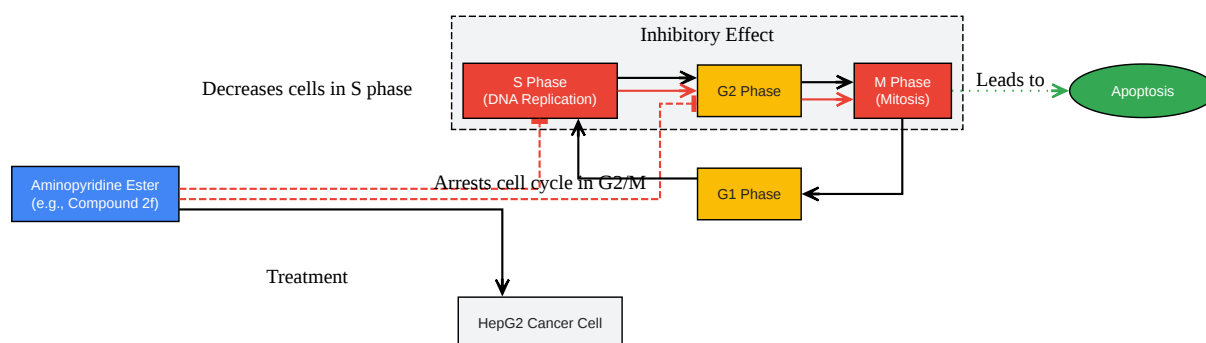 Inhibitory Effect
Decreases cells in S phase
S Phase
(DNA Replication)
G2 Phase
M Phase
(Mitosis)
Leads to
Apoptosis
Aminopyridine Ester
(e.g., Compound 2f)
Arrests cell cycle in G2/M
G1 Phase
Treatment
HepG2 Cancer Cell